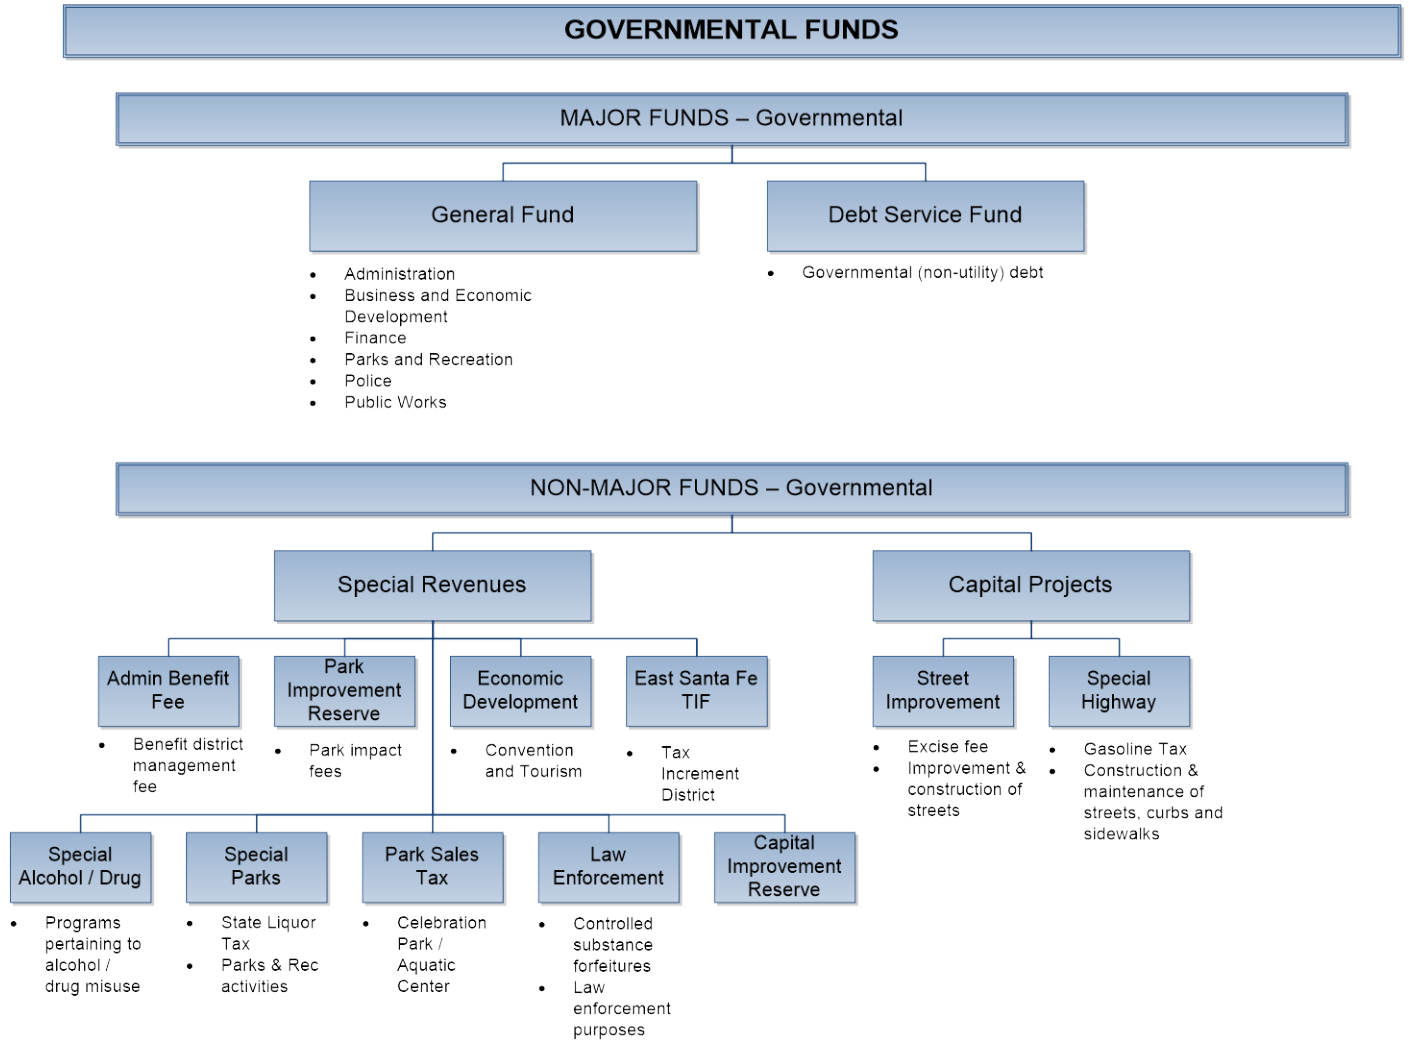 GOVERNMENTAL FUNDS
MAJOR FUNDS – Governmental
General Fund
• Administration
• Business and Economic
Development
• Finance
• Parks and Recreation
• Police
• Public Works
Debt Service Fund
• Governmental (non-utility) debt
NON-MAJOR FUNDS – Governmental
Special Revenues
Admin Benefit
Fee
• Benefit district
management
fee
Park
Improvement
Reserve
• Park impact
fees
Economic
Development
• Convention
and Tourism
East Santa Fe
TIF
• Tax
Increment
District
Special
Alcohol / Drug
• Programs
pertaining to
alcohol /
drug misuse
Special
Parks
• State Liquor
Tax
• Parks & Rec
activities
Park Sales
Tax
• Celebration
Park /
Aquatic
Center
Law
Enforcement
• Controlled
substance
forfeitures
• Law
enforcement
purposes
Capital
Improvement
Reserve
Capital Projects
Street
Improvement
• Excise fee
• Improvement &
construction of
streets
Special
Highway
• Gasoline Tax
• Construction &
maintenance of
streets, curbs and
sidewalks